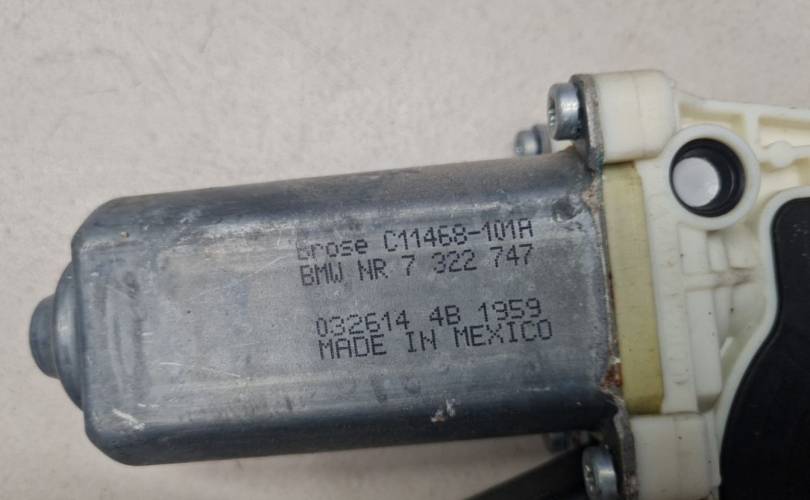 Brose C11468-101A
BMW NR 7 322 747
032614 4B 1959
MADE IN MEXICO